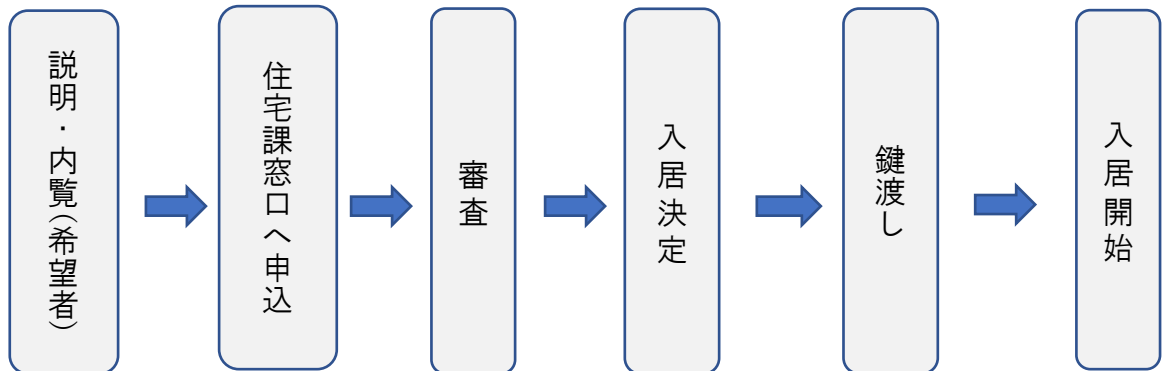 説明・内覧（希望者）
住宅課窓口へ申込
審査
入居決定
鍵渡し
入居開始